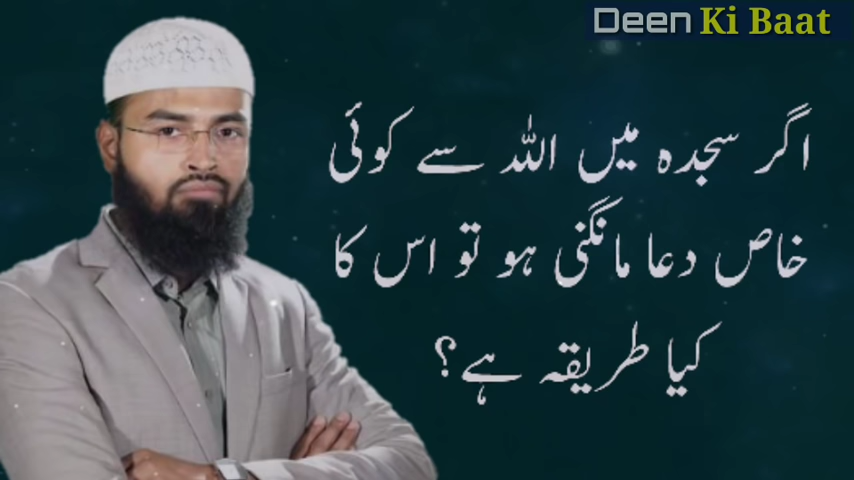 Deen Ki Baat
اگر سجدہ میں اللہ سے کوئی
خاص دعا مانگنی ہو تو اس کا
کیا طریقہ ہے؟